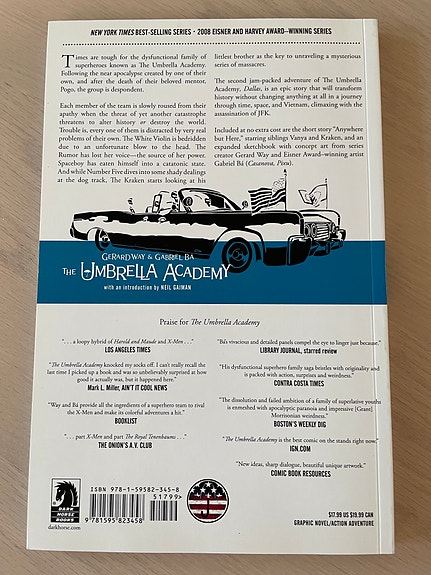 NEW YORK TIMES BEST-SELLING SERIES · 2008 EISNER AND HARVEY AWARD–WINNING SERIES
Times are tough for the dysfunctional family of
superheroes known as The Umbrella Academy.
Following the near apocalypse created by one of their
own, and after the death of their beloved mentor,
Pogo, the group is despondent.
Each member of the team is slowly roused from their
apathy when the threat of yet another catastrophe
threatens to alter history or destroy the world.
Trouble is, every one of them is distracted by very real
problems of their own. The White Violin is bedridden
due to an unfortunate blow to the head. The
Rumor has lost her voice—the source of her power.
Spaceboy has eaten himself into a catatonic state.
And while Number Five dives into some shady dealings
at the dog track, The Kraken starts looking at his
littlest brother as the key to unraveling a mysterious
series of massacres.
The second jam-packed adventure of The Umbrella
Academy, Dallas, is an epic story that will transform
history without changing anything at all in a journey
through time, space, and Vietnam, climaxing with the
assassination of JFK.
Included at no extra cost are the short story "Anywhere
but Here," starring siblings Vanya and Kraken, and an
expanded sketchbook with concept art from series
creator Gerard Way and Eisner Award–winning artist
Gabriel Bá (Casanova, Pixu).
GERARD WAY & GABRIEL BÁ
THE UMBRELLA ACADEMY
with an introduction by NEIL GAIMAN
Praise for The Umbrella Academy
". . . a loopy hybrid of Harold and Maude and X-Men . . ."
LOS ANGELES TIMES
"The Umbrella Academy knocked my socks off. I can't really recall the
last time I picked up a book and was so unbelievably surprised at how
good it actually was, but it happened here."
Mark L. Miller, AIN'T IT COOL NEWS
"Way and Bá provide all the ingredients of a superhero team to rival
the X-Men and make its colorful adventures a hit."
BOOKLIST
". . . part X-Men and part The Royal Tenenbaums . . ."
THE ONION'S A.V. CLUB
"Bá's vivacious and detailed panels compel the eye to linger just because."
LIBRARY JOURNAL, starred review
"His dysfunctional superhero family saga bristles with originality and
is packed with action, surprises and weirdness."
CONTRA COSTA TIMES
"The dissolution and failed ambition of a family of superative youths
is enmeshed with apocalyptic paranoia and impressive [Grant]
Morrisonian weirdness."
BOSTON'S WEEKLY DIG
"The Umbrella Academy is the best comic on the stands right now."
IGN.COM
"New ideas, sharp dialogue, beautiful unique artwork."
COMIC BOOK RESOURCES
DARK
HORSE
BOOKS
darkhorse.com
ISBN 978-1-59582-345-8
51799
9781595823458
$17.99 US $19.99 CAN
GRAPHIC NOVEL/ACTION ADVENTURE